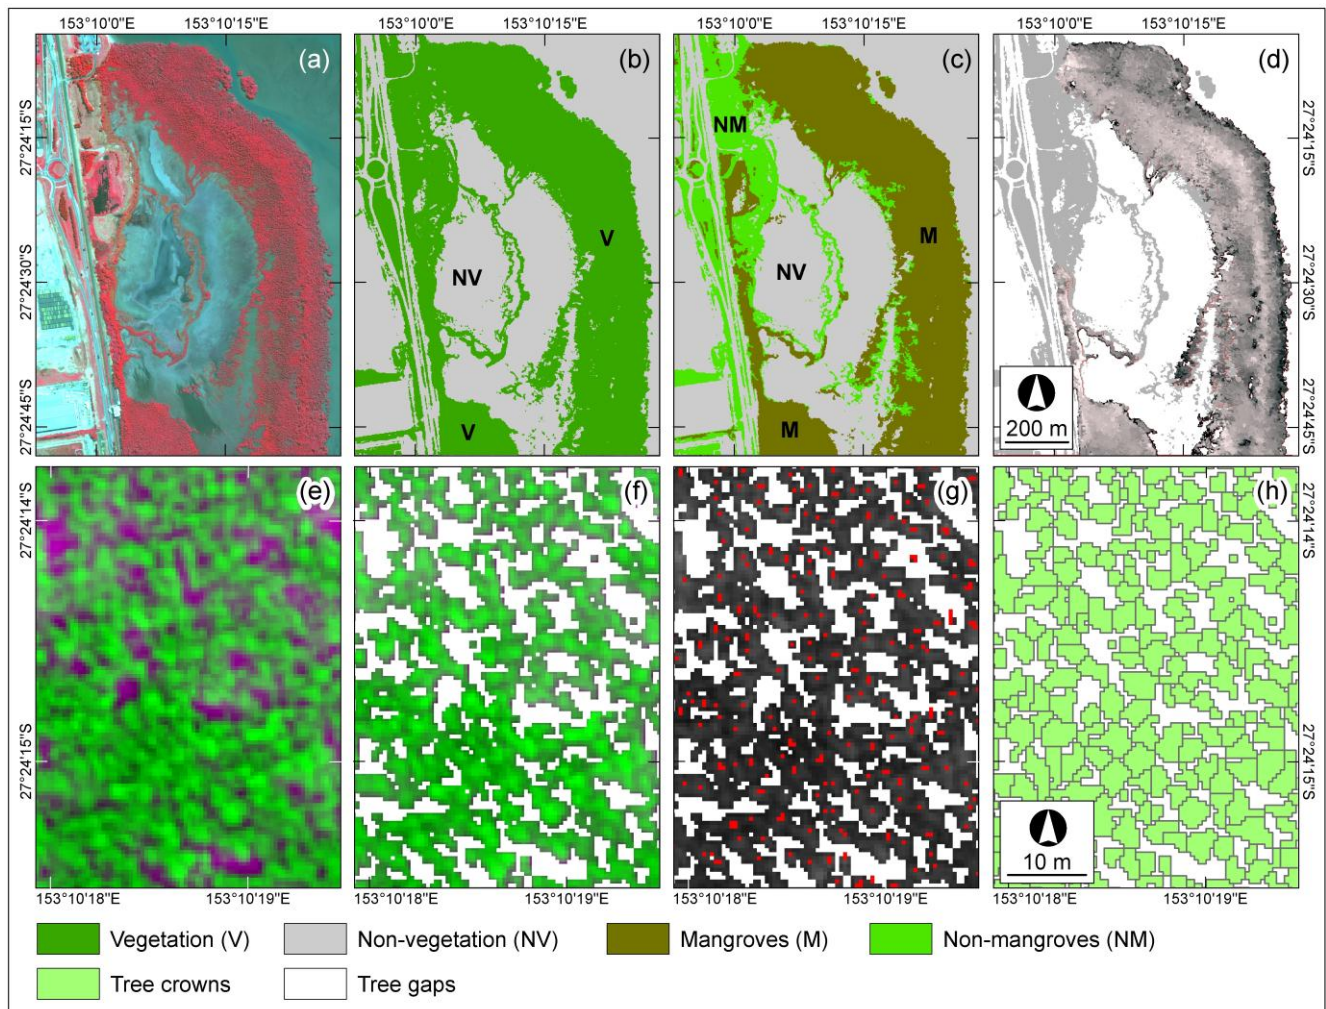 153°10'0"E 153°10'15"E 153°10'0"E 153°10'15"E 153°10'0"E 153°10'15"E 153°10'0"E 153°10'15"E
(a) (b) (c) (d)
27°24'15"S NM 27°24'15"S
V M
27°24'30"S NV NV 27°24'30"S
200 m
27°24'45"S V M 27°24'45"S
(e) (f) (g) (h)
27°24'14"S 27°24'14"S
27°24'15"S 27°24'15"S
10 m
153°10'18"E 153°10'19"E 153°10'18"E 153°10'19"E 153°10'18"E 153°10'19"E 153°10'18"E 153°10'19"E
Vegetation (V) Non-vegetation (NV) Mangroves (M) Non-mangroves (NM)
Tree crowns Tree gaps